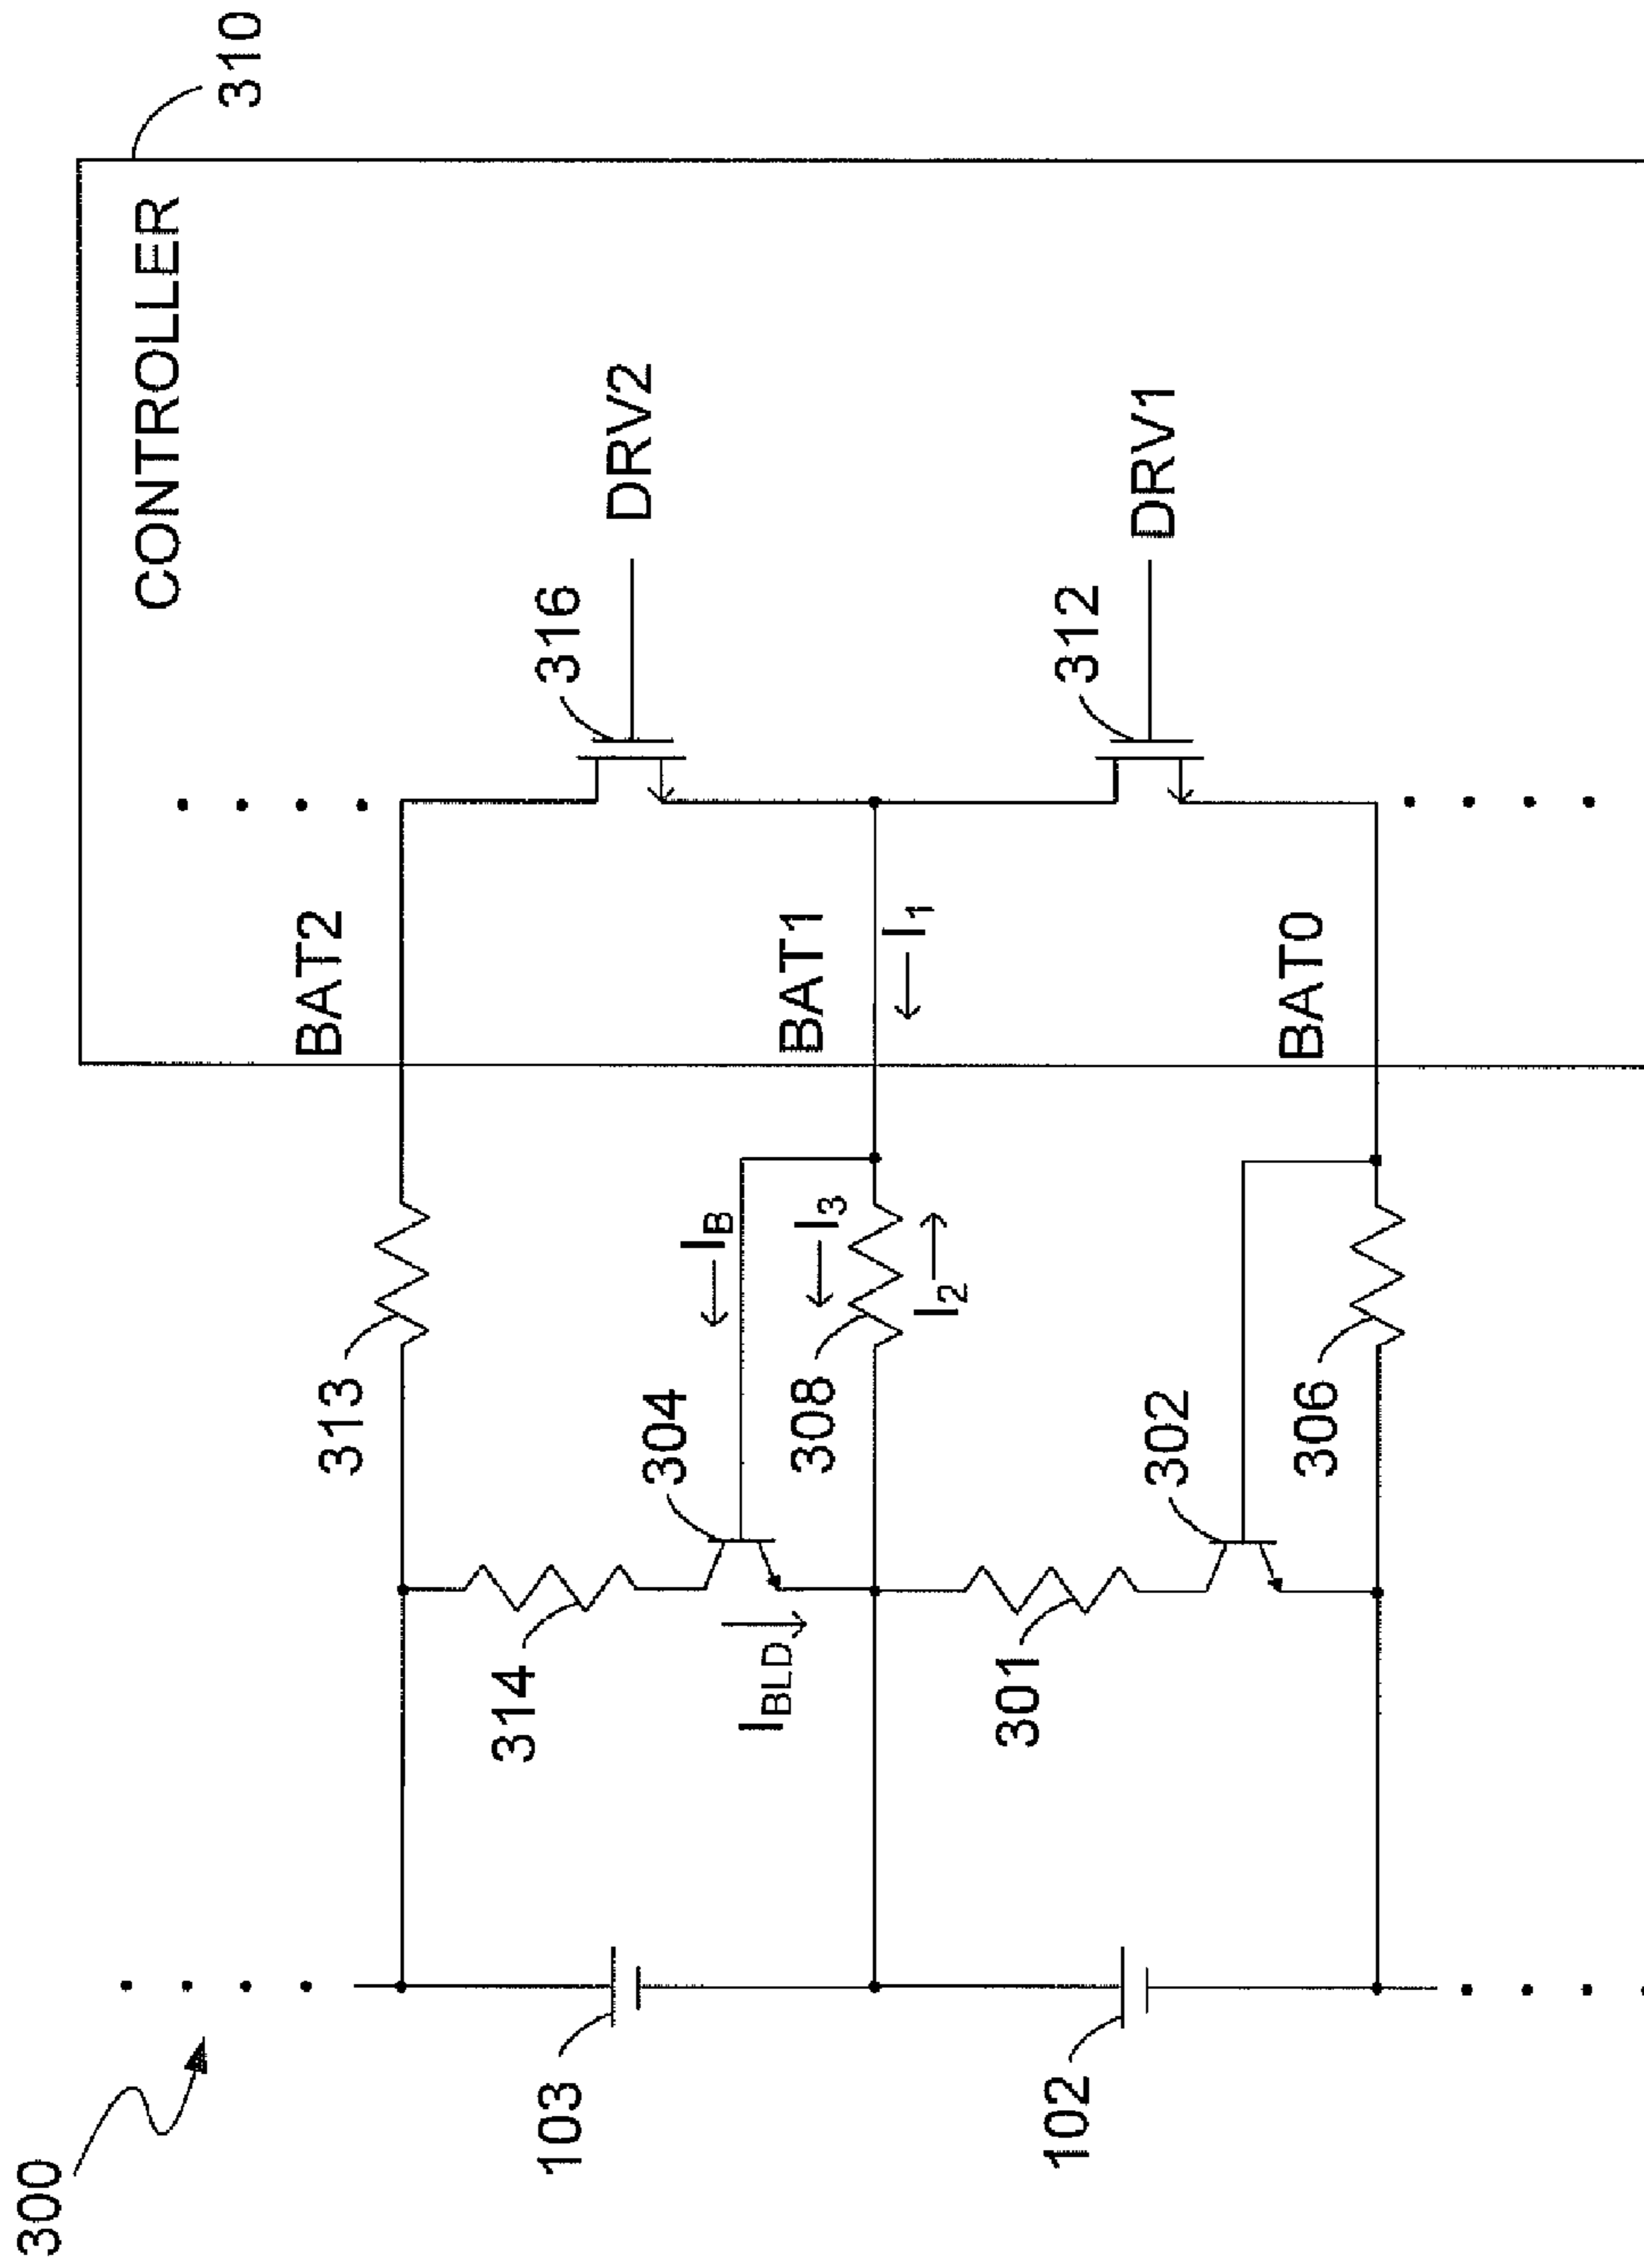 300
310
CONTROLLER
BAT2
313
316
DRV2
103
314
304
IB
IBLD
308
I3
I2
BAT1
I1
312
DRV1
102
301
302
306
BAT0